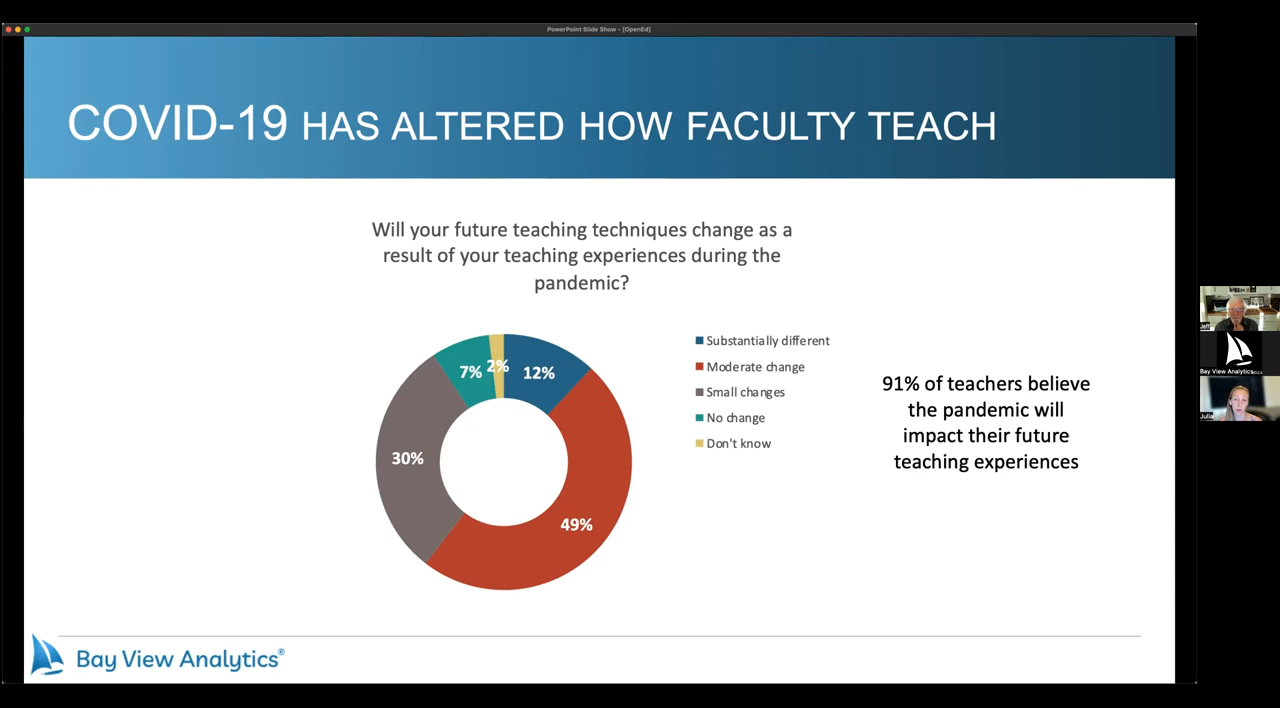 PowerPoint Slide Show - [OpenEd]
COVID-19 HAS ALTERED HOW FACULTY TEACH
Will your future teaching techniques change as a
result of your teaching experiences during the
pandemic?
7%
2%
12%
30%
49%
Substantially different
Moderate change
Small changes
No change
Don't know
91% of teachers believe
the pandemic will
impact their future
teaching experiences
Jeff
Bay View Analytics
Julia
Bay View Analytics®